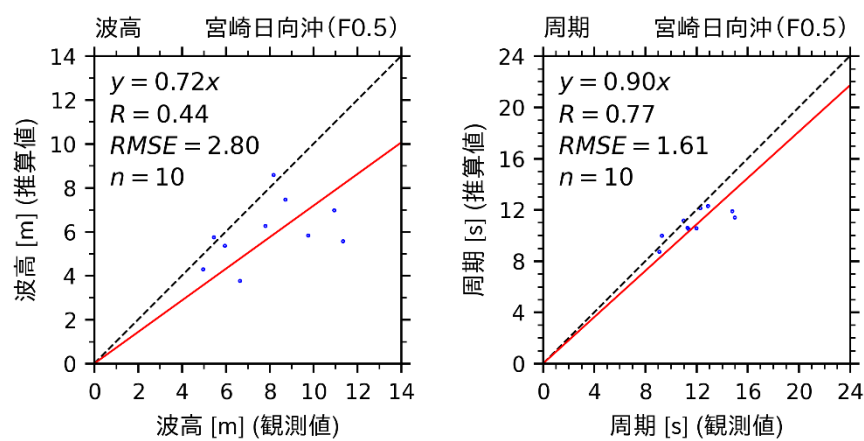 波高 宮崎日向沖(F0.5)
y = 0.72x
R = 0.44
RMSE = 2.80
n = 10
波高 [m] (推算値)
14
12
10
8
6
4
2
0
0 2 4 6 8 10 12 14
波高 [m] (観測値)
周期 宮崎日向沖(F0.5)
y = 0.90x
R = 0.77
RMSE = 1.61
n = 10
周期 [s] (推算値)
24
20
16
12
8
4
0
0 4 8 12 16 20 24
周期 [s] (観測値)